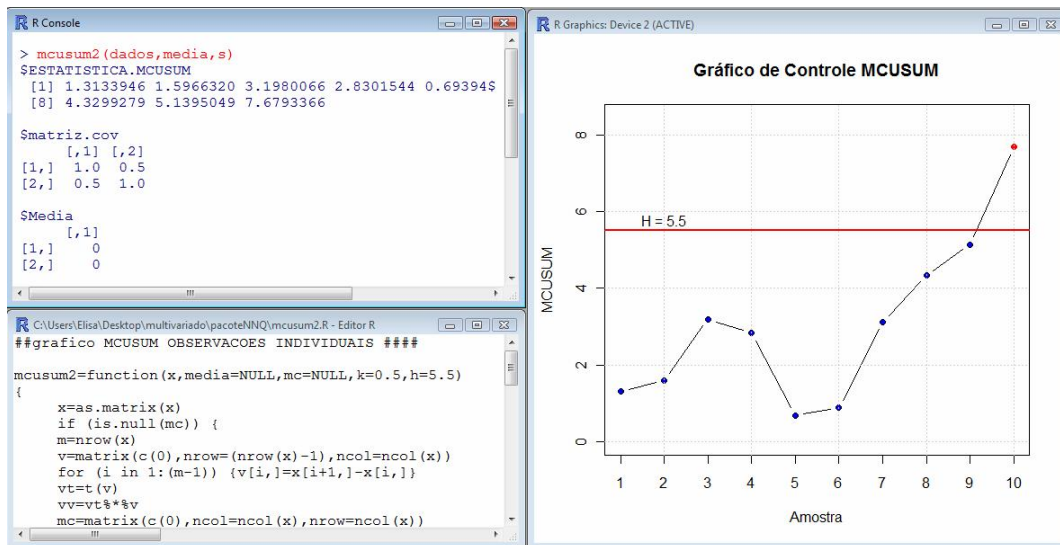 R Console
> mcusum2(dados,media,s)
$ESTATISTICA.MCUSUM
[1] 1.3133946 1.5966320 3.1980066 2.8301544 0.69394$
[8] 4.3299279 5.1395049 7.6793366
$matriz.cov
[,1] [,2]
[1,] 1.0 0.5
[2,] 0.5 1.0
$Media
[,1]
[1,] 0
[2,] 0
C:\Users\Elisa\Desktop\multivariado\pacoteNNQ\mcusum2.R - Editor R
##grafico MCUSUM OBSERVACOES INDIVIDUAIS ####
mcusum2=function(x,media=NULL,mc=NULL,k=0.5,h=5.5)
{
x=as.matrix(x)
if (is.null(mc)) {
m=nrow(x)
v=matrix(c(0),nrow=(nrow(x)-1),ncol=ncol(x))
for (i in 1:(m-1)) {v[i,]=x[i+1,]-x[i,]}
vt=t(v)
vv=vt%*%v
mc=matrix(c(0),ncol=ncol(x),nrow=ncol(x))
R Graphics: Device 2 (ACTIVE)
Gráfico de Controle MCUSUM
MCUSUM
8
6
4
2
0
H = 5.5
1 2 3 4 5 6 7 8 9 10
Amostra